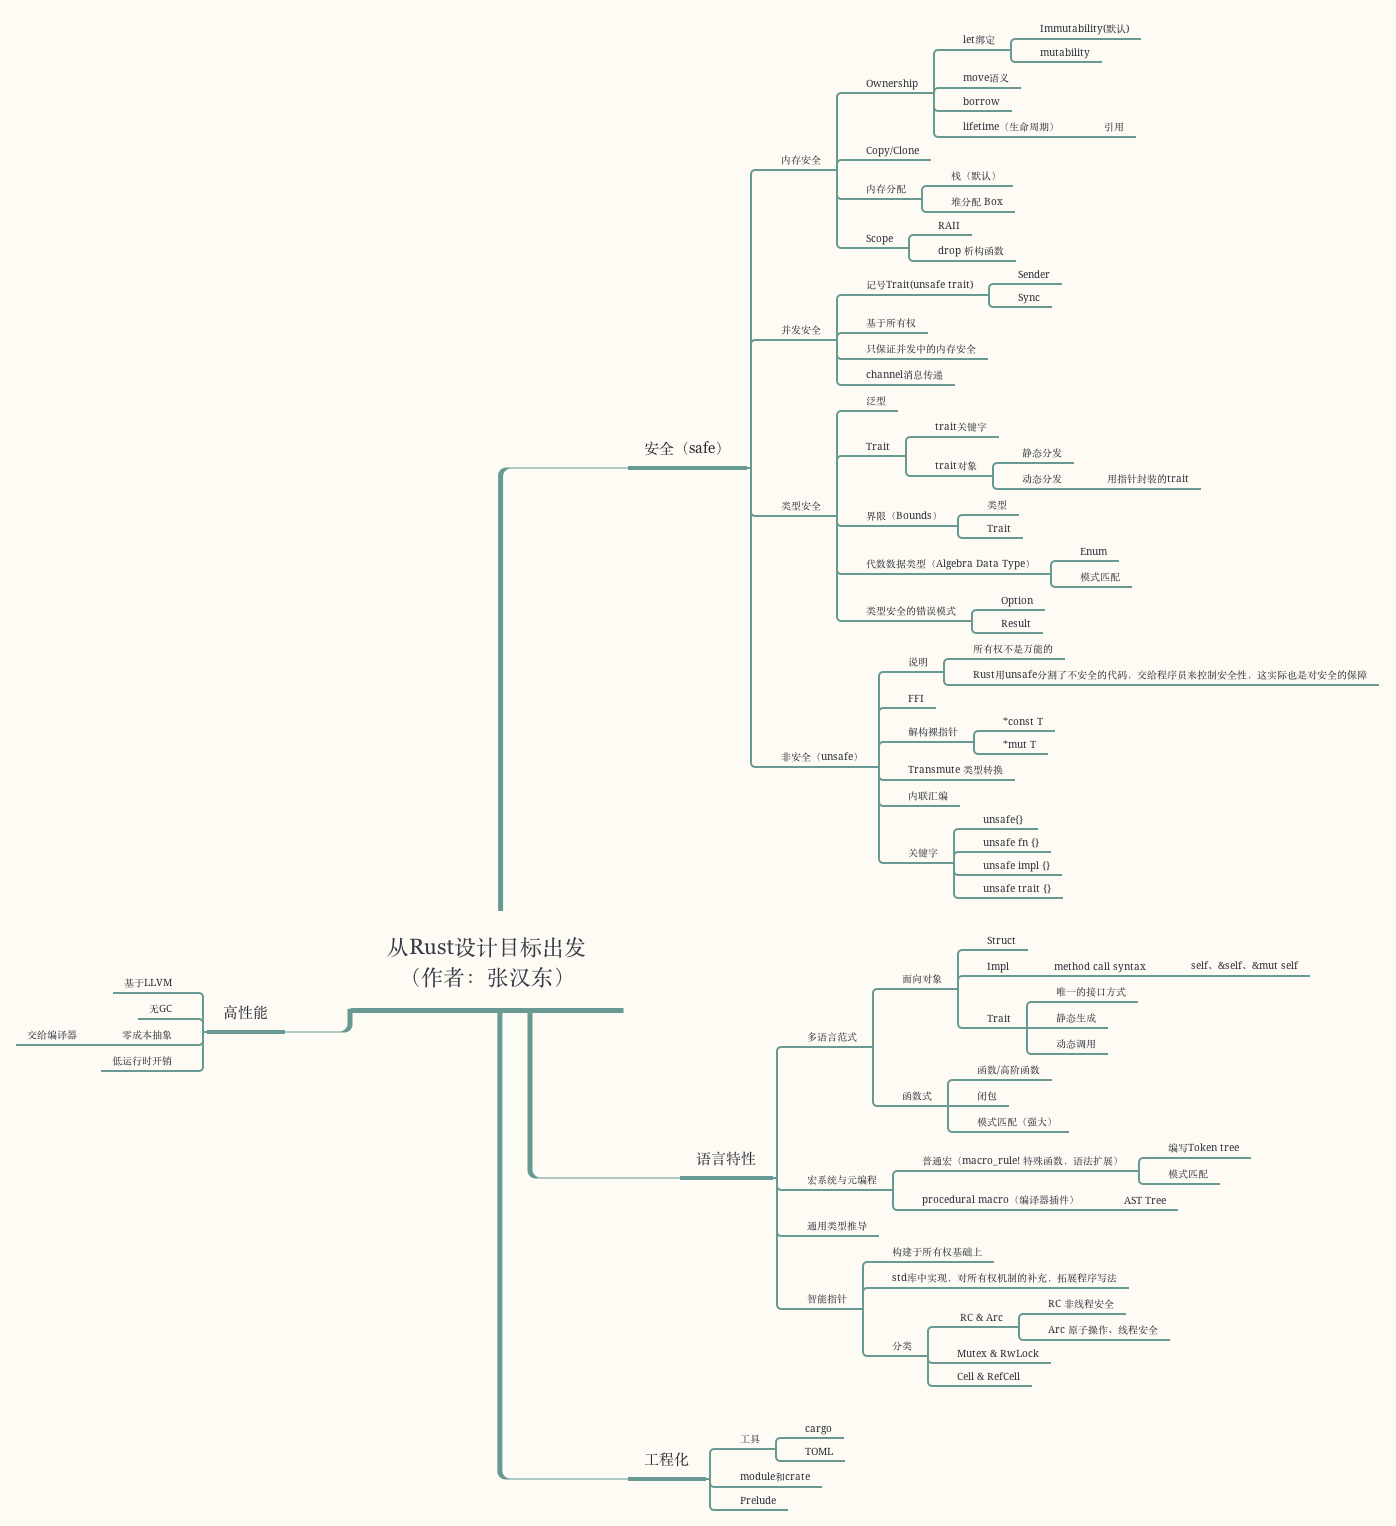 从Rust设计目标出发
（作者：张汉东）
安全（safe）
内存安全
Ownership
let绑定
Immutability(默认)
mutability
move语义
borrow
lifetime（生命周期）
引用
Copy/Clone
内存分配
栈（默认）
堆分配 Box
Scope
RAII
drop 析构函数
并发安全
记号Trait(unsafe trait)
Sender
Sync
基于所有权
只保证并发中的内存安全
channel消息传递
类型安全
泛型
Trait
trait关键字
trait对象
静态分发
动态分发
用指针封装的trait
界限（Bounds）
类型
Trait
代数数据类型（Algebra Data Type）
Enum
模式匹配
类型安全的错误模式
Option
Result
非安全（unsafe）
说明
所有权不是万能的
Rust用unsafe分割了不安全的代码，交给程序员来控制安全性，这实际也是对安全的保障
FFI
解构裸指针
*const T
*mut T
Transmute 类型转换
内联汇编
关键字
unsafe{}
unsafe fn {}
unsafe impl {}
unsafe trait {}
高性能
基于LLVM
无GC
零成本抽象
交给编译器
低运行时开销
语言特性
多语言范式
面向对象
Struct
Impl
method call syntax
self、&self、&mut self
Trait
唯一的接口方式
静态生成
动态调用
函数式
函数/高阶函数
闭包
模式匹配（强大）
宏系统与元编程
普通宏（macro_rule! 特殊函数，语法扩展）
编写Token tree
模式匹配
procedural macro（编译器插件）
AST Tree
通用类型推导
智能指针
构建于所有权基础上
std库中实现，对所有权机制的补充，拓展程序写法
分类
RC & Arc
RC 非线程安全
Arc 原子操作、线程安全
Mutex & RwLock
Cell & RefCell
工程化
工具
cargo
TOML
module和crate
Prelude